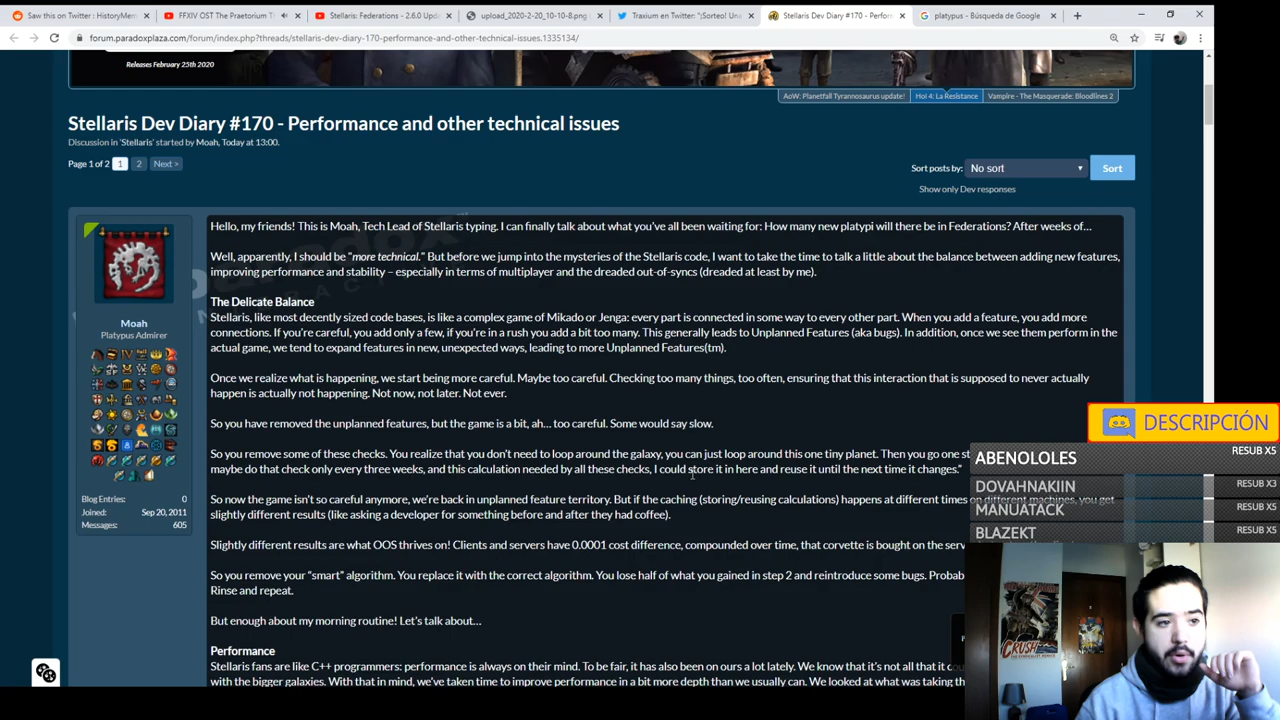 Saw this on Twitter : HistoryMem
FFXIV OST The Praetorium T
Stellaris: Federations - 2.6.0 Upd
upload_2020-2-20_10-10-8.png (
Traxium en Twitter: "¡Sorteo! Un
Stellaris Dev Diary #170 - Perfor
platypus - Búsqueda de Google
forum.paradoxplaza.com/forum/index.php?threads/stellaris-dev-diary-170-performance-and-other-technical-issues.1335134/
Releases February 25th 2020
AoW: Planetfall Tyrannosaurus update! HoI 4: La Resistance Vampire - The Masquerade: Bloodlines 2
Stellaris Dev Diary #170 - Performance and other technical issues
Discussion in 'Stellaris' started by Moah, Today at 13:00.
Page 1 of 2 1 2 Next >
Sort posts by: No sort Sort
Show only Dev responses
Moah
Platypus Admirer
Blog Entries: 0
Joined: Sep 20, 2011
Messages: 605
Hello, my friends! This is Moah, Tech Lead of Stellaris typing. I can finally talk about what you've all been waiting for: How many new platypi will there be in Federations? After weeks of…
Well, apparently, I should be "more technical." But before we jump into the mysteries of the Stellaris code, I want to take the time to talk a little about the balance between adding new features,
improving performance and stability – especially in terms of multiplayer and the dreaded out-of-syncs (dreaded at least by me).
The Delicate Balance
Stellaris, like most decently sized code bases, is like a complex game of Mikado or Jenga: every part is connected in some way to every other part. When you add a feature, you add more
connections. If you're careful, you add only a few, if you're in a rush you add a bit too many. This generally leads to Unplanned Features (aka bugs). In addition, once we see them perform in the
actual game, we tend to expand features in new, unexpected ways, leading to more Unplanned Features(tm).
Once we realize what is happening, we start being more careful. Maybe too careful. Checking too many things, too often, ensuring that this interaction that is supposed to never actually
happen is actually not happening. Not now, not later. Not ever.
So you have removed the unplanned features, but the game is a bit, ah… too careful. Some would say slow.
So you remove some of these checks. You realize that you don't need to loop around the galaxy, you can just loop around this one tiny planet. Then you go one st
maybe do that check only every three weeks, and this calculation needed by all these checks, I could store it in here and reuse it until the next time it changes."
So now the game isn't so careful anymore, we're back in unplanned feature territory. But if the caching (storing/reusing calculations) happens at different times on different machines, you get
slightly different results (like asking a developer for something before and after they had coffee).
Slightly different results are what OOS thrives on! Clients and servers have 0.0001 cost difference, compounded over time, that corvette is bought on the serv
So you remove your "smart" algorithm. You replace it with the correct algorithm. You lose half of what you gained in step 2 and reintroduce some bugs. Probab
Rinse and repeat.
But enough about my morning routine! Let's talk about…
Performance
Stellaris fans are like C++ programmers: performance is always on their mind. To be fair, it has also been on ours a lot lately. We know that it's not all that it cou
with the bigger galaxies. With that in mind, we've taken time to improve performance in a bit more depth than we usually can. We looked at what was taking th
DESCRIPCIÓN
ABENOLOLES RESUB X5
DOVAHNAKIIN RESUB X3
MANUATACK RESUB X5
BLAZEKT RESUB X5
CRUSH